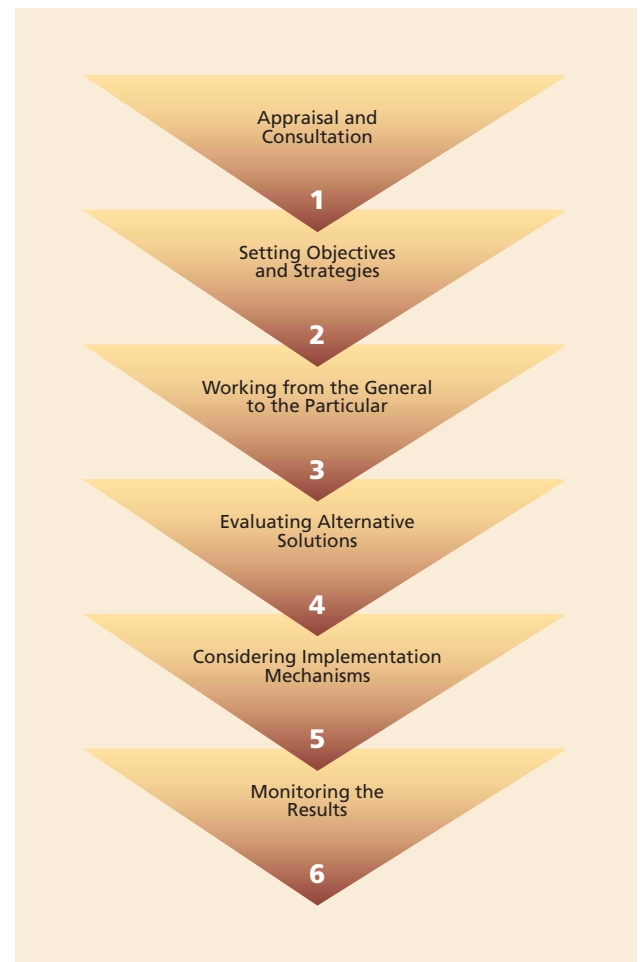 Appraisal and
Consultation
1
Setting Objectives
and Strategies
2
Working from the General
to the Particular
3
Evaluating Alternative
Solutions
4
Considering Implementation
Mechanisms
5
Monitoring the
Results
6